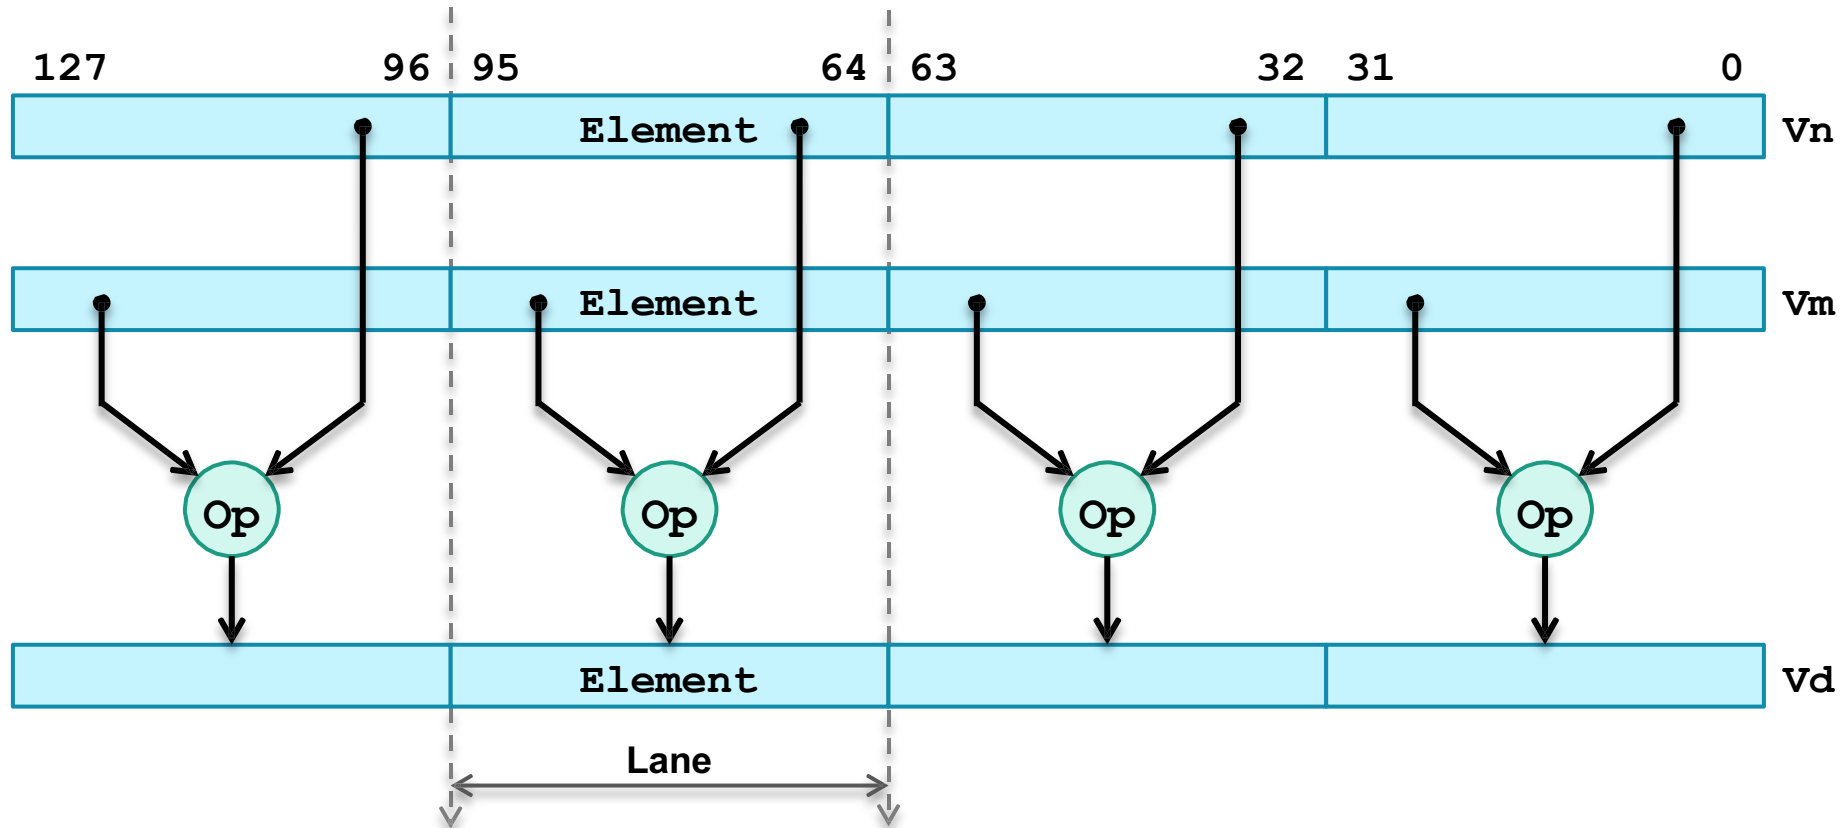 127 96 95 64 63 32 31 0
Element Vn
Element Vm
Op Op Op Op
Element Vd
Lane